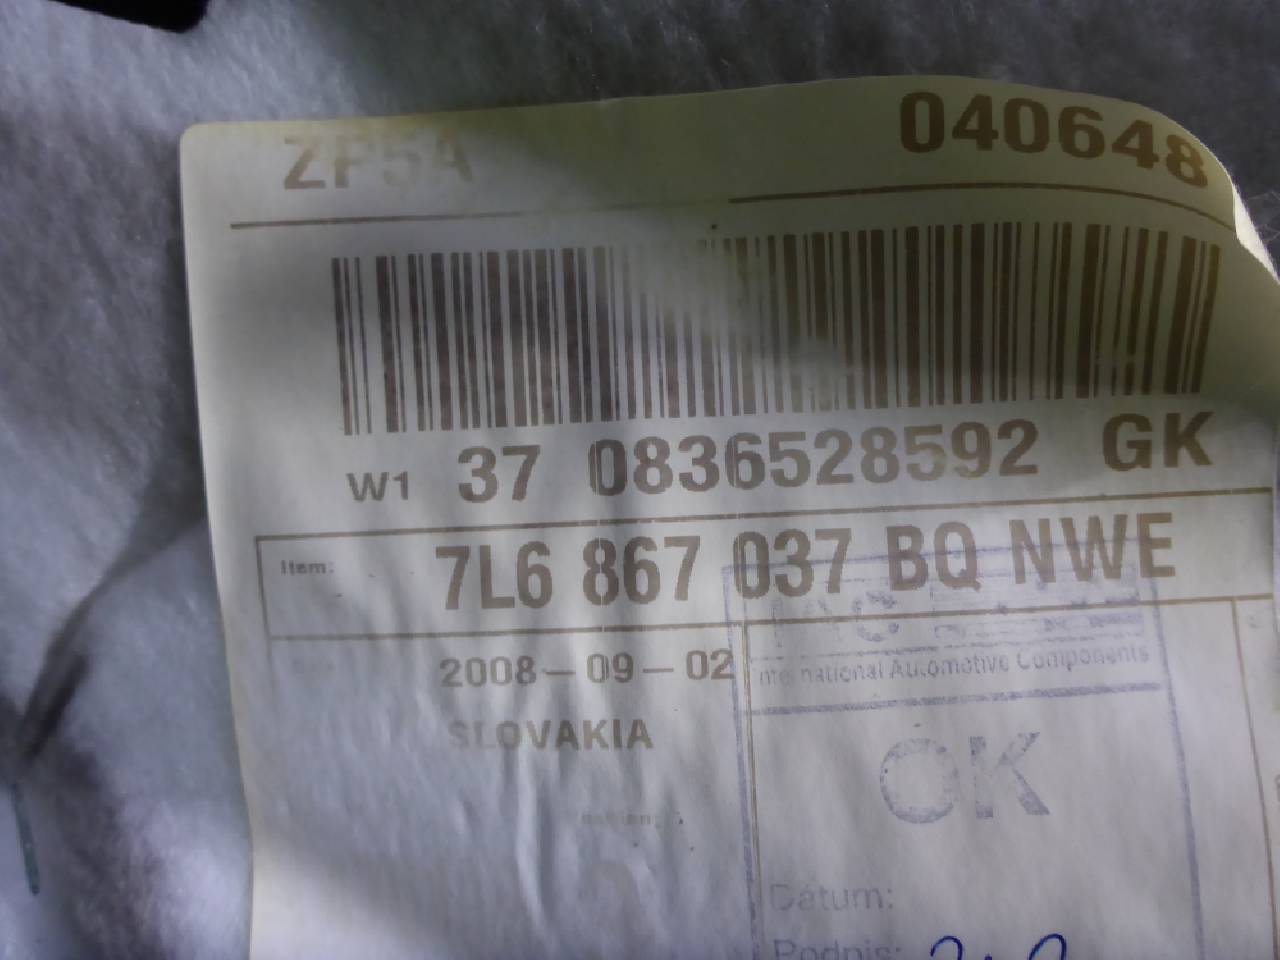 ZP5A 040648
W1 37 0836528592 GK
Item: 7L6 867 037 BQ NWE
2008-09-02
International Automotive Components
SLOVAKIA
OK
Dátum:
Podpis: